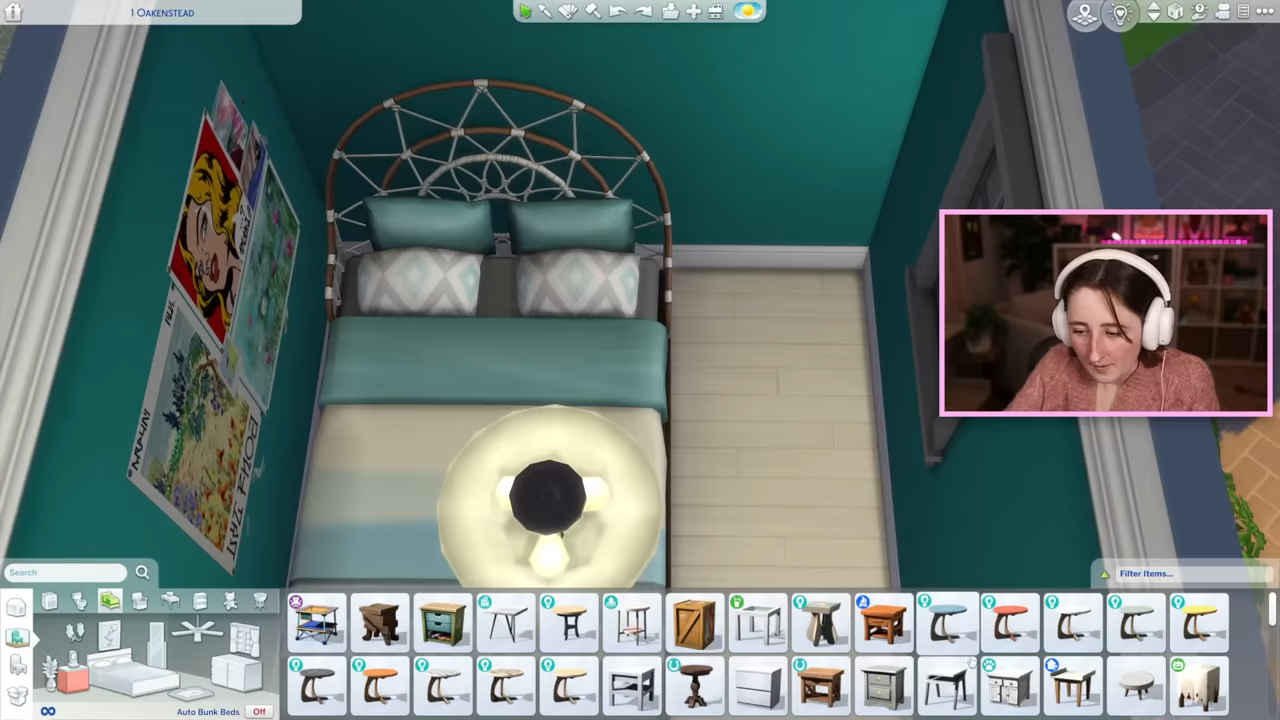 1 OAKENSTEAD
Search
Filter Items...
Auto Bunk Beds
Off